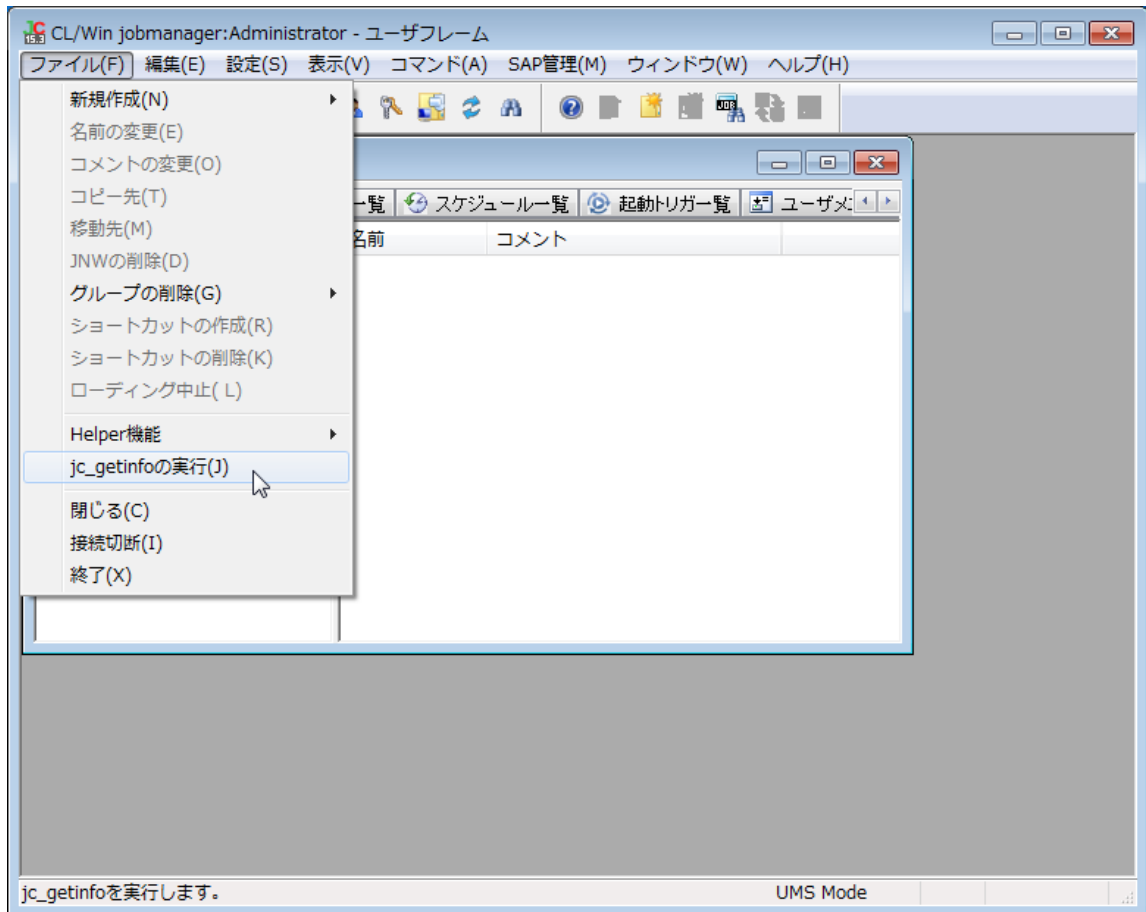 CL/Win jobmanager:Administrator - ユーザフレーム
ファイル(F) 編集(E) 設定(S) 表示(V) コマンド(A) SAP管理(M) ウィンドウ(W) ヘルプ(H)
新規作成(N)
名前の変更(E)
コメントの変更(O)
コピー先(T)
移動先(M)
JNWの削除(D)
グループの削除(G)
ショートカットの作成(R)
ショートカットの削除(K)
ローディング中止( L)
Helper機能
jc_getinfoの実行(J)
閉じる(C)
接続切断(I)
終了(X)
一覧 スケジュール一覧 起動トリガ一覧 ユーザメ
名前 コメント
jc_getinfoを実行します。 UMS Mode